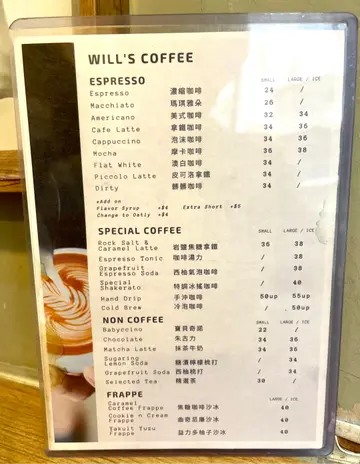 WILL'S COFFEE
ESPRESSO SMALL LARGE / ICE
Espresso 濃縮咖啡 24 /
Macchiato 瑪琪雅朵 26 /
Americano 美式咖啡 32 34
Cafe Latte 拿鐵咖啡 34 36
Cappuccino 泡沫咖啡 34 36
Mocha 摩卡咖啡 36 38
Flat White 澳白咖啡 34 /
Piccolo Latte 皮可洛拿鐵 34 /
Dirty 髒髒咖啡 34 /
*Add on
Flavor Syrup +$4 Extra Short +$5
Change to Oatly +$4
SPECIAL COFFEE SMALL LARGE / ICE
Rock Salt &
Caramel Latte 岩鹽焦糖拿鐵 36 38
Espresso Tonic 咖啡湯力 / 38
Grapefruit
Espresso Soda 西柚氣泡咖啡 / 38
Special
Shakerato 特調冰搖咖啡 / 40
Hand Drip 手沖咖啡 50up 55up
Cold Brew 冷泡咖啡 / 50up
NON COFFEE SMALL LARGE / ICE
Babyccino 寶貝奇諾 22 /
Chocolate 朱古力 34 36
Matcha Latte 抹茶牛奶 34 36
Sugaring
Lemon Soda 糖漬檸檬梳打 / 34
Grapefruit Soda 西柚梳打 / 34
Selected Tea 精選茶 30 /
FRAPPE LARGE / ICE
Caramel
Coffee Frappe 焦糖咖啡沙冰 40
Cookie n Cream
Frappe 曲奇忌廉沙冰 40
Yakult Yuzu
Frappe 益力多柚子沙冰 40